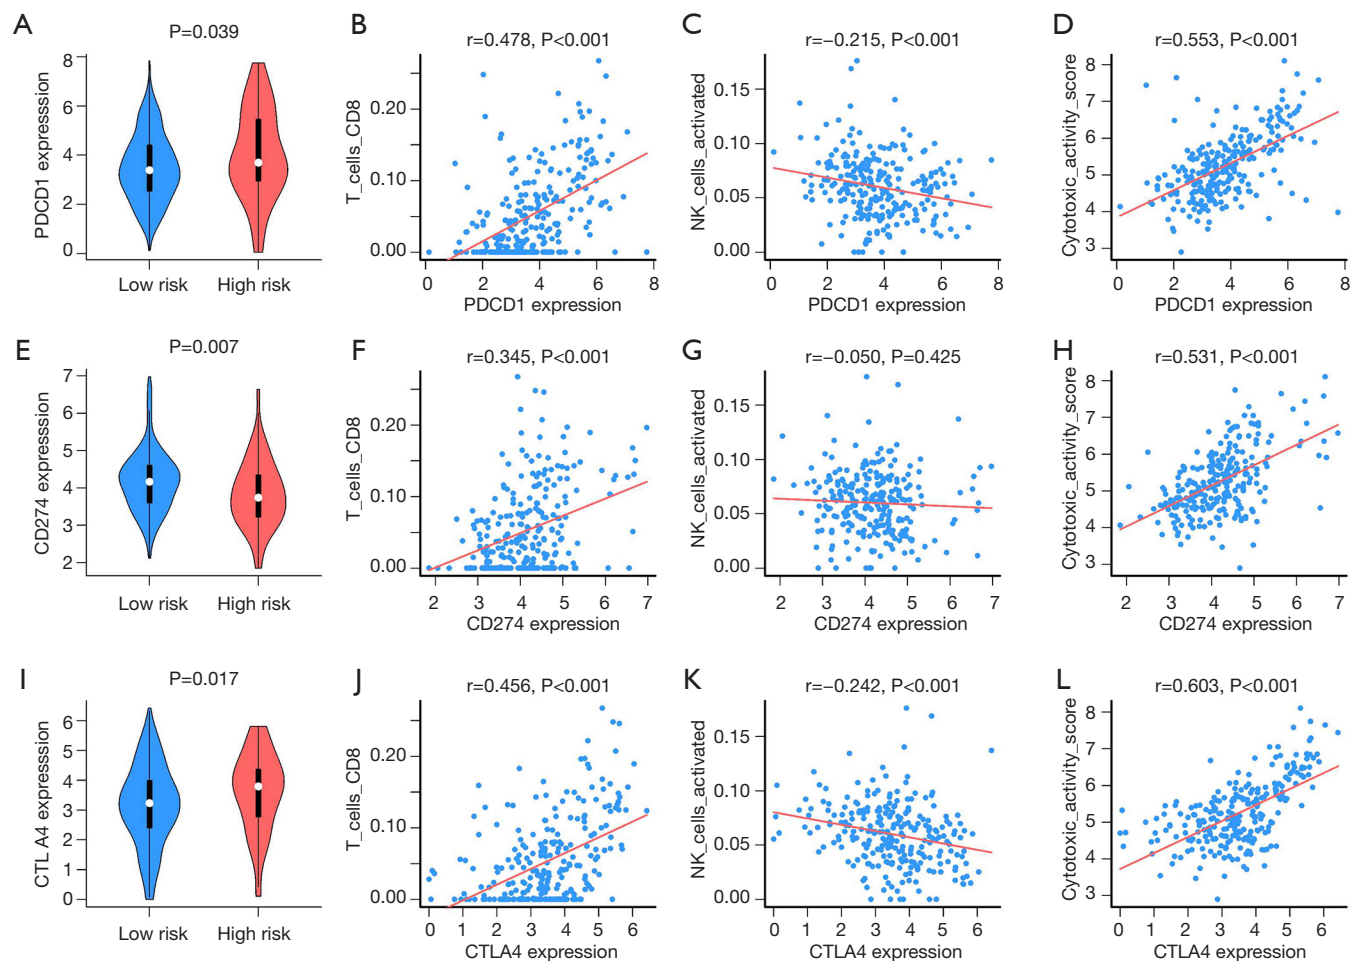 A
P=0.039
PDCD1 experesssion
8
6
4
2
0
Low risk
High risk
B
r=0.478, P<0.001
T_cells_CD8
0.20
0.10
0.00
0 2 4 6 8
PDCD1 expression
C
r=−0.215, P<0.001
NK_cells_activated
0.15
0.10
0.05
0.00
0 2 4 6 8
PDCD1 expression
D
r=0.553, P<0.001
Cytotoxic_activity_score
8
7
6
5
4
3
0 2 4 6 8
PDCD1 expression
E
P=0.007
CD274 experesssion
7
6
5
4
3
2
Low risk
High risk
F
r=0.345, P<0.001
T_cells_CD8
0.20
0.10
0.00
2 3 4 5 6 7
CD274 expression
G
r=−0.050, P=0.425
NK_cells_activated
0.15
0.10
0.05
0.00
2 3 4 5 6 7
CD274 expression
H
r=0.531, P<0.001
Cytotoxic_activity_score
8
7
6
5
4
3
2 3 4 5 6 7
CD274 expression
I
P=0.017
CTL A4 experesssion
6
5
4
3
2
1
0
Low risk
High risk
J
r=0.456, P<0.001
T_cells_CD8
0.20
0.10
0.00
0 1 2 3 4 5 6
CTLA4 expression
K
r=−0.242, P<0.001
NK_cells_activated
0.15
0.10
0.05
0.00
0 1 2 3 4 5 6
CTLA4 expression
L
r=0.603, P<0.001
Cytotoxic_activity_score
8
7
6
5
4
3
0 1 2 3 4 5 6
CTLA4 expression